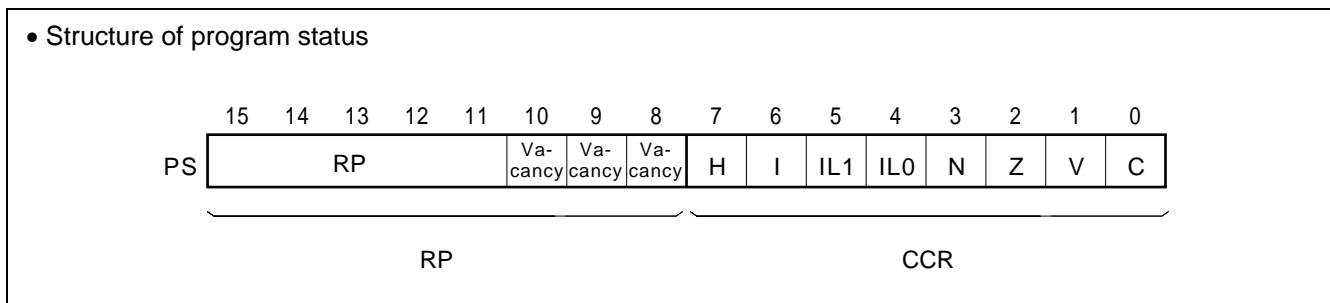 • Structure of program status
15 14 13 12 11 10 9 8 7 6 5 4 3 2 1 0
PS RP Va-cancy Va-cancy Va-cancy H I IL1 IL0 N Z V C
RP CCR